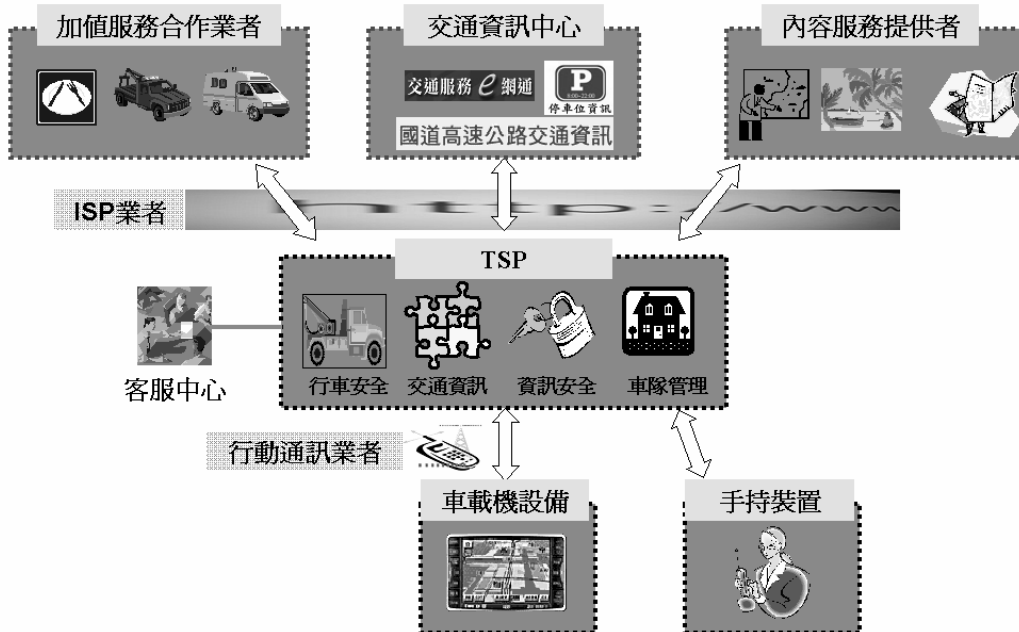 加值服務合作業者
交通資訊中心
內容服務提供者
交通服務 e 網通
P
8:00~22:00
停車位資訊
國道高速公路交通資訊
ISP業者
http:
TSP
行車安全
交通資訊
資訊安全
車隊管理
客服中心
行動通訊業者
車載機設備
手持裝置